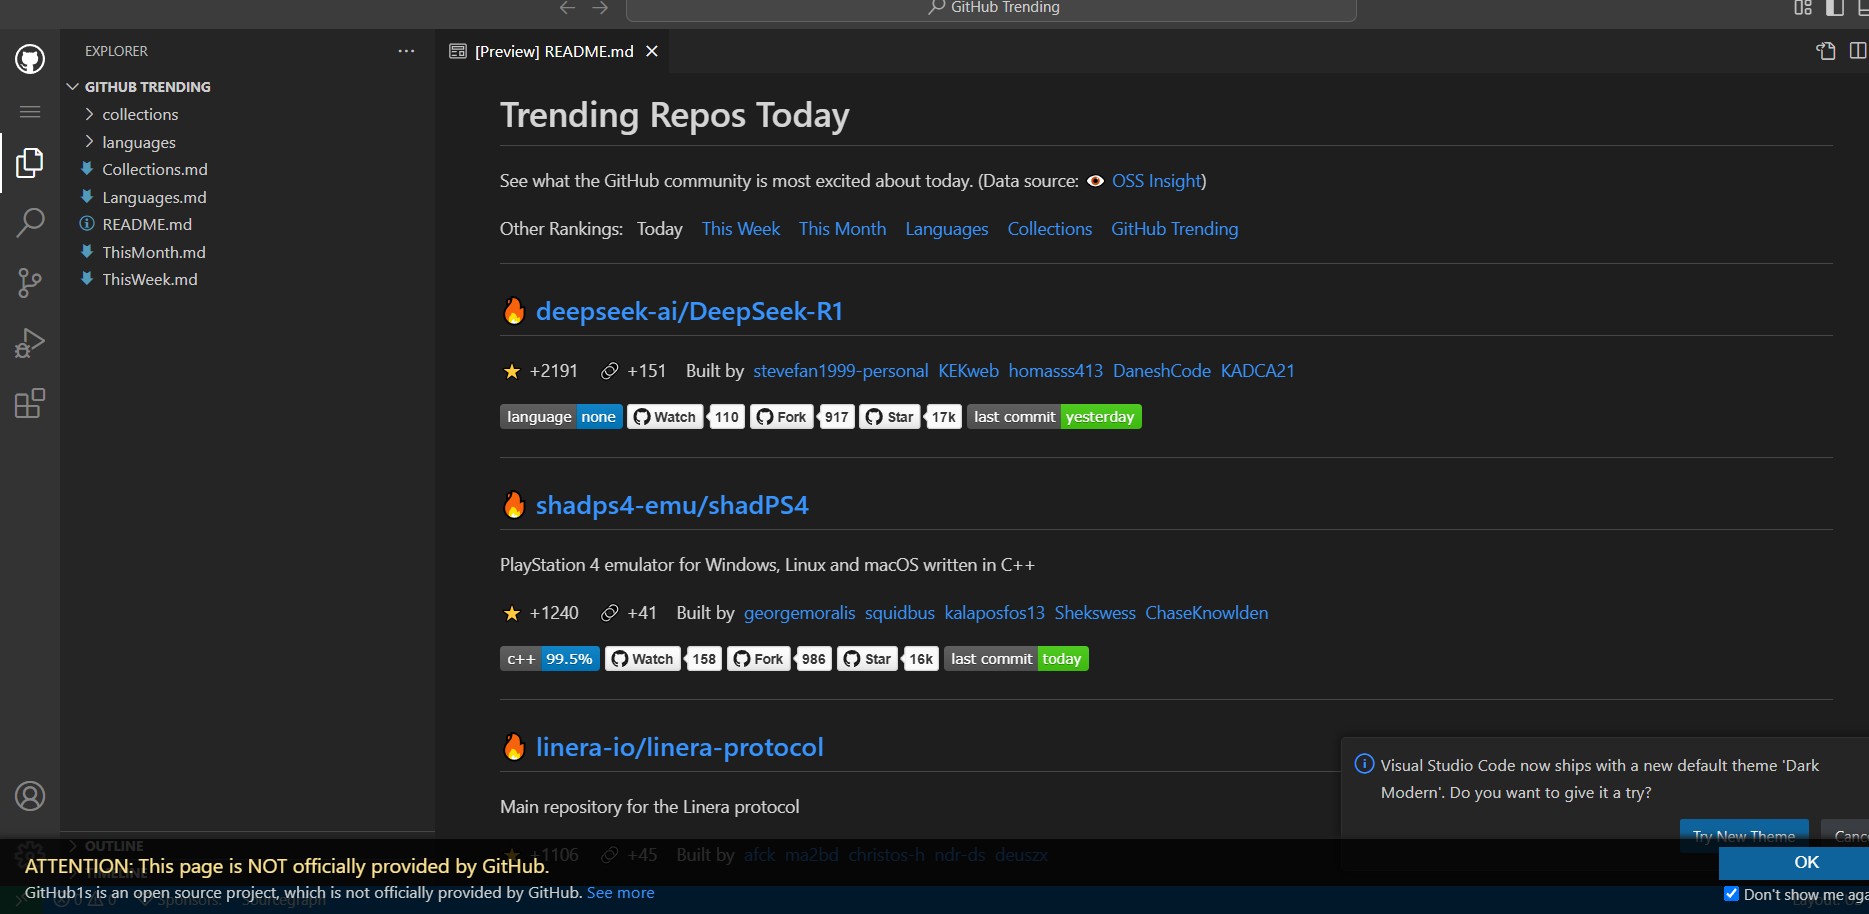 GitHub Trending
EXPLORER
[Preview] README.md
GITHUB TRENDING
collections
languages
Collections.md
Languages.md
README.md
ThisMonth.md
ThisWeek.md
Trending Repos Today
See what the GitHub community is most excited about today. (Data source: OSS Insight)
Other Rankings: Today This Week This Month Languages Collections GitHub Trending
deepseek-ai/DeepSeek-R1
+2191 +151 Built by stevefan1999-personal KEKweb homasss413 DaneshCode KADCA21
language none Watch 110 Fork 917 Star 17k last commit yesterday
shadps4-emu/shadPS4
PlayStation 4 emulator for Windows, Linux and macOS written in C++
+1240 +41 Built by georgemoralis squidbus kalaposfos13 Shekswess ChaseKnowlden
c++ 99.5% Watch 158 Fork 986 Star 16k last commit today
linera-io/linera-protocol
Main repository for the Linera protocol
+1106 +45 Built by afck ma2bd christos-h ndr-ds deuszx
Visual Studio Code now ships with a new default theme 'Dark
Modern'. Do you want to give it a try?
Try New Theme Canc
OUTLINE
TIMELINE
ATTENTION: This page is NOT officially provided by GitHub.
GitHub1s is an open source project, which is not officially provided by GitHub. See more
OK
Don't show me aga
0 0 Sponsors: Sourcegraph